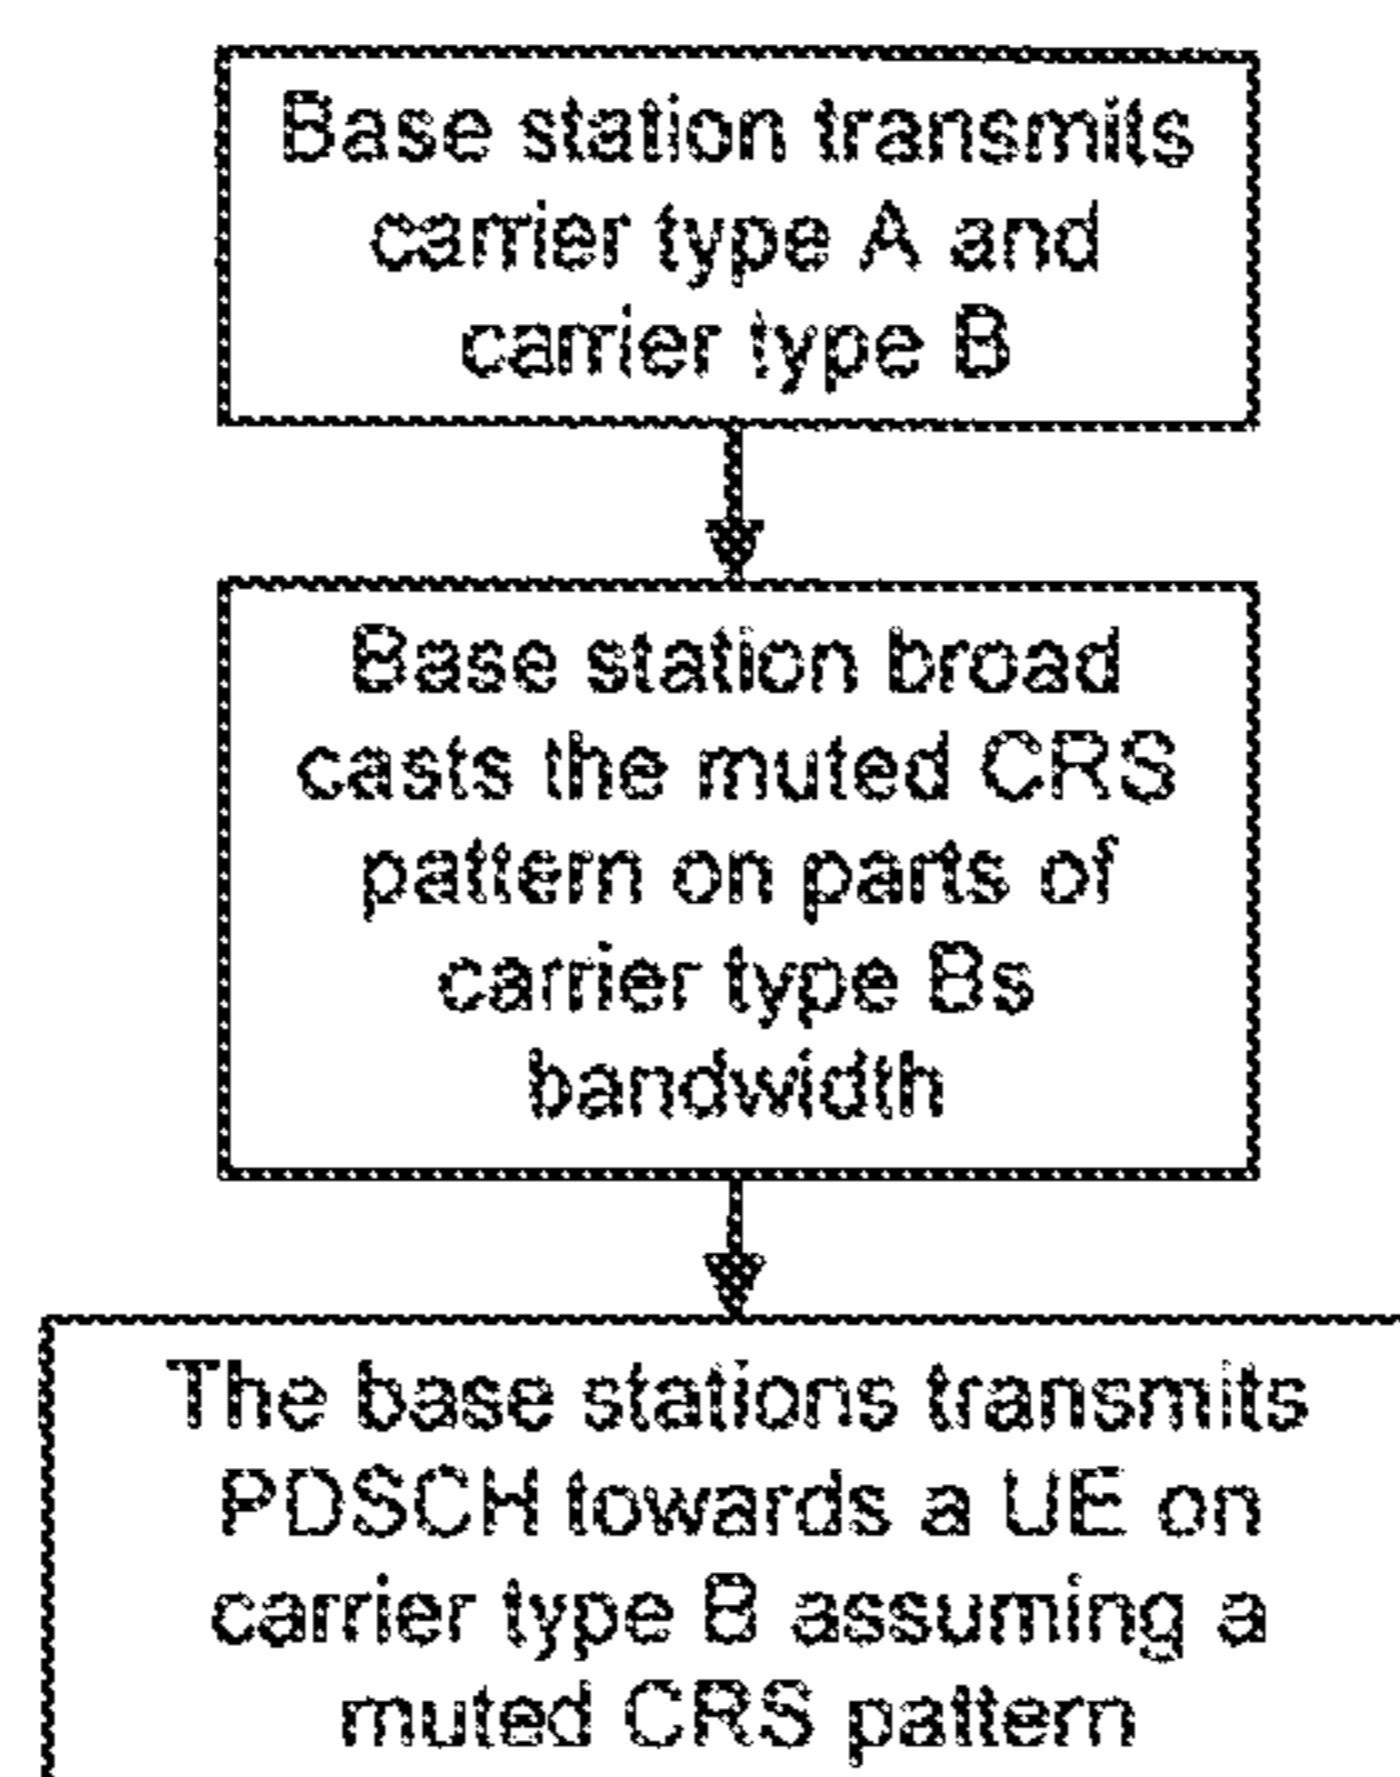 Base station transmits
carrier type A and
carrier type B
Base station broad
casts the muted CRS
pattern on parts of
carrier type Bs
bandwidth
The base stations transmits
PDSCH towards a UE on
carrier type B assuming a
muted CRS pattern